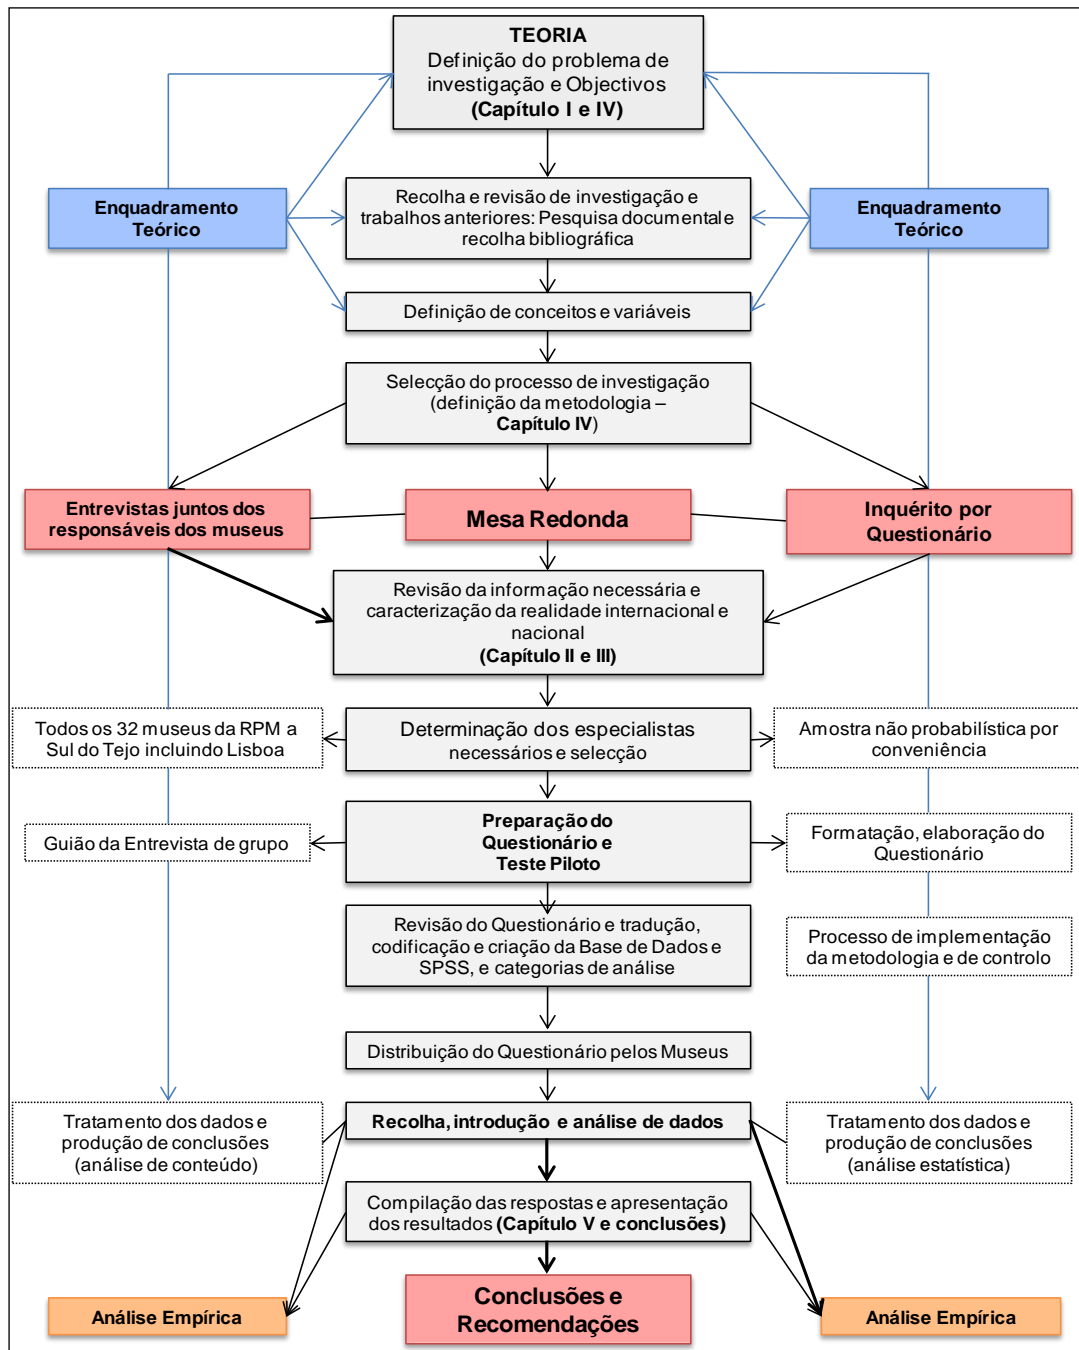 TEORIA
Definição do problema de
investigação e Objectivos
(Capítulo I e IV)
Enquadramento
Teórico
Recolha e revisão de investigação e
trabalhos anteriores: Pesquisa documental e
recolha bibliográfica
Enquadramento
Teórico
Definição de conceitos e variáveis
Selecção do processo de investigação
(definição da metodologia –
Capítulo IV)
Entrevistas juntos dos
responsáveis dos museus
Mesa Redonda
Inquérito por
Questionário
Revisão da informação necessária e
caracterização da realidade internacional e
nacional
(Capítulo II e III)
Todos os 32 museus da RPM a
Sul do Tejo incluindo Lisboa
Determinação dos especialistas
necessários e selecção
Amostra não probabilística por
conveniência
Guião da Entrevista de grupo
Preparação do
Questionário e
Teste Piloto
Formatação, elaboração do
Questionário
Revisão do Questionário e tradução,
codificação e criação da Base de Dados e
SPSS, e categorias de análise
Processo de implementação
da metodologia e de controlo
Distribuição do Questionário pelos Museus
Tratamento dos dados e
produção de conclusões
(análise de conteúdo)
Recolha, introdução e análise de dados
Tratamento dos dados e
produção de conclusões
(análise estatística)
Compilação das respostas e apresentação
dos resultados (Capítulo V e conclusões)
Análise Empírica
Conclusões e
Recomendações
Análise Empírica